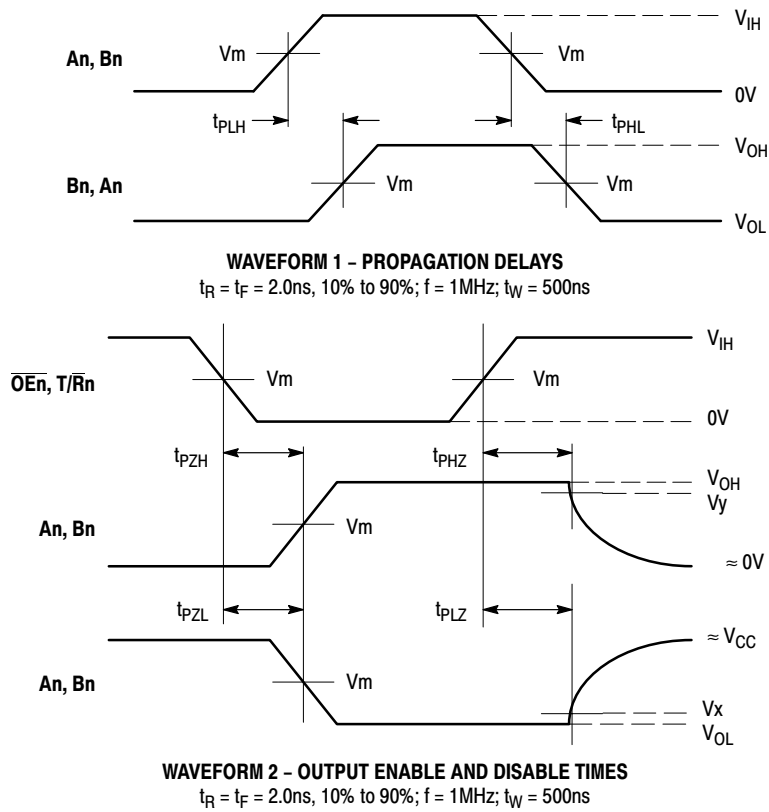 V_IH
An, Bn Vm Vm
0V
t_PLH t_PHL
V_OH
Bn, An Vm Vm
V_OL
WAVEFORM 1 – PROPAGATION DELAYS
t_R = t_F = 2.0ns, 10% to 90%; f = 1MHz; t_W = 500ns
V_IH
O̅E̅n̅, T/R̅n Vm Vm
0V
t_PZH t_PHZ
V_OH
Vy
An, Bn Vm
≈ 0V
t_PZL t_PLZ
≈ V_CC
An, Bn Vm
Vx
V_OL
WAVEFORM 2 – OUTPUT ENABLE AND DISABLE TIMES
t_R = t_F = 2.0ns, 10% to 90%; f = 1MHz; t_W = 500ns